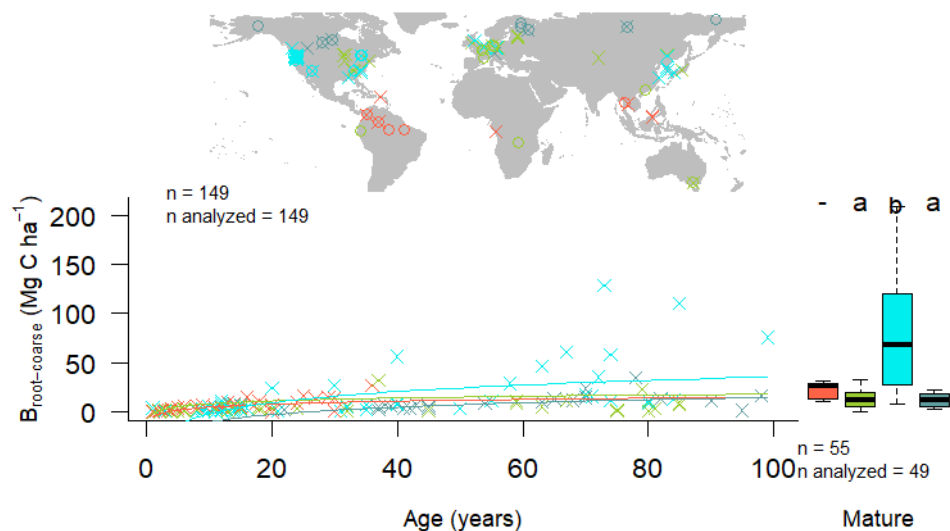 n = 149
n analyzed = 149
200
150
100
50
0
B root-coarse (Mg C ha⁻¹)
- a b a
0 20 40 60 80 100
n = 55
n analyzed = 49
Age (years)
Mature